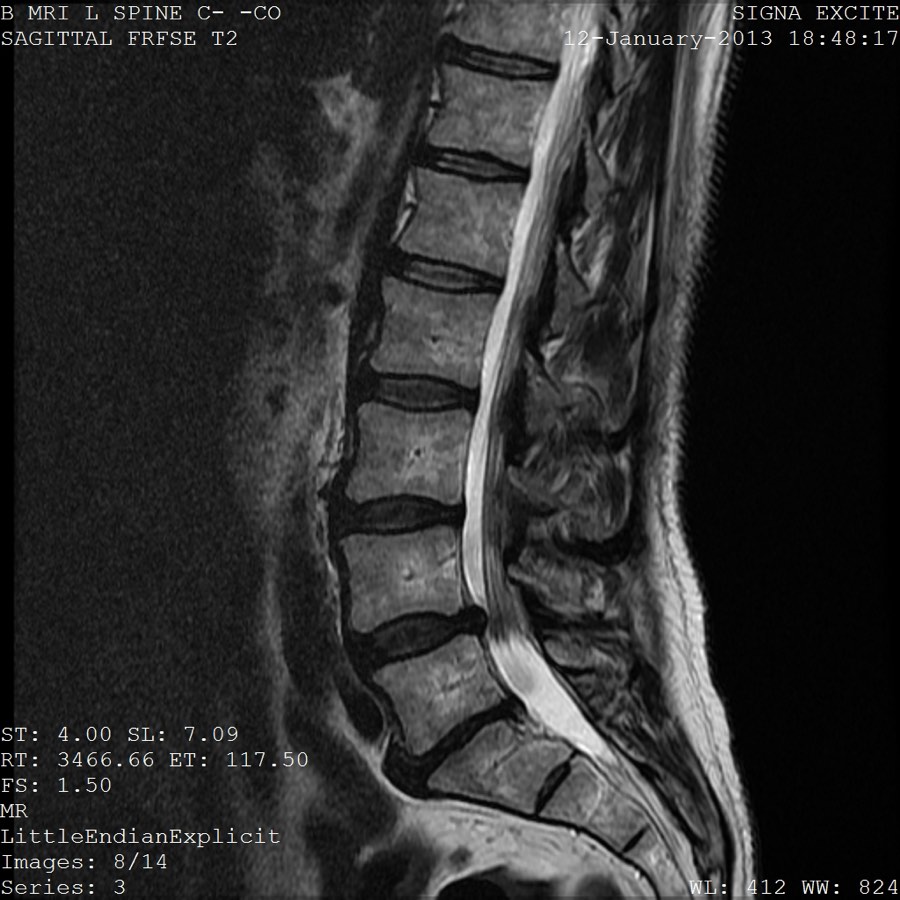 B MRI L SPINE C- -CO
SAGITTAL FRFSE T2
SIGNA EXCITE
12-January-2013 18:48:17
ST: 4.00 SL: 7.09
RT: 3466.66 ET: 117.50
FS: 1.50
MR
LittleEndianExplicit
Images: 8/14
Series: 3
WL: 412 WW: 824